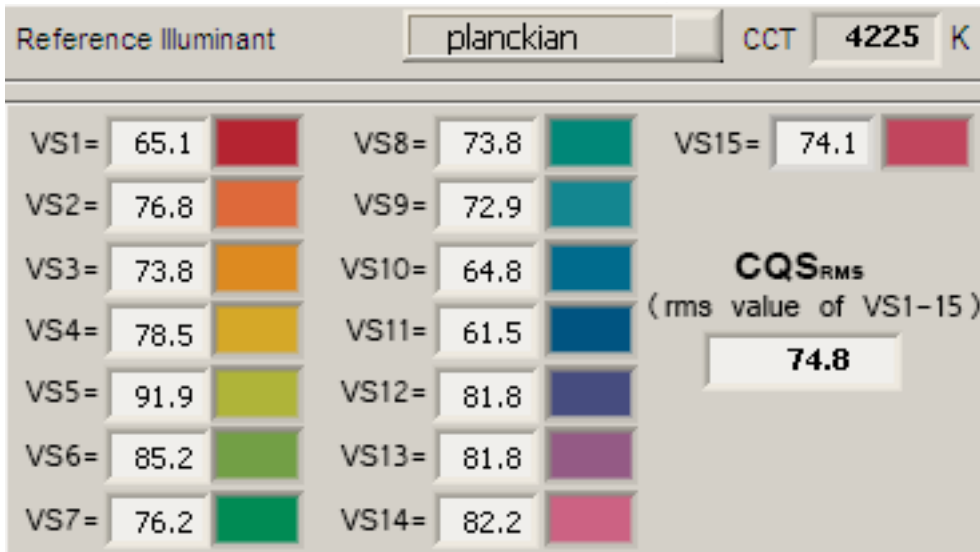 Reference Illuminant planckian CCT 4225 K
VS1= 65.1 VS8= 73.8 VS15= 74.1
VS2= 76.8 VS9= 72.9
VS3= 73.8 VS10= 64.8 CQSRMS
VS4= 78.5 VS11= 61.5 (rms value of VS1-15)
VS5= 91.9 VS12= 81.8 74.8
VS6= 85.2 VS13= 81.8
VS7= 76.2 VS14= 82.2